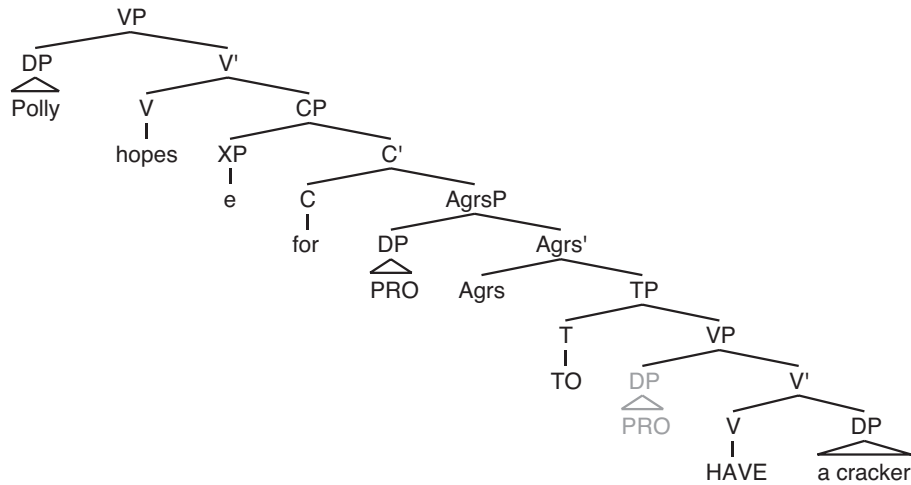 VP
DP V'
Polly V CP
hopes XP C'
e C AgrsP
for DP Agrs'
PRO Agrs TP
T VP
TO DP V'
PRO V DP
HAVE a cracker